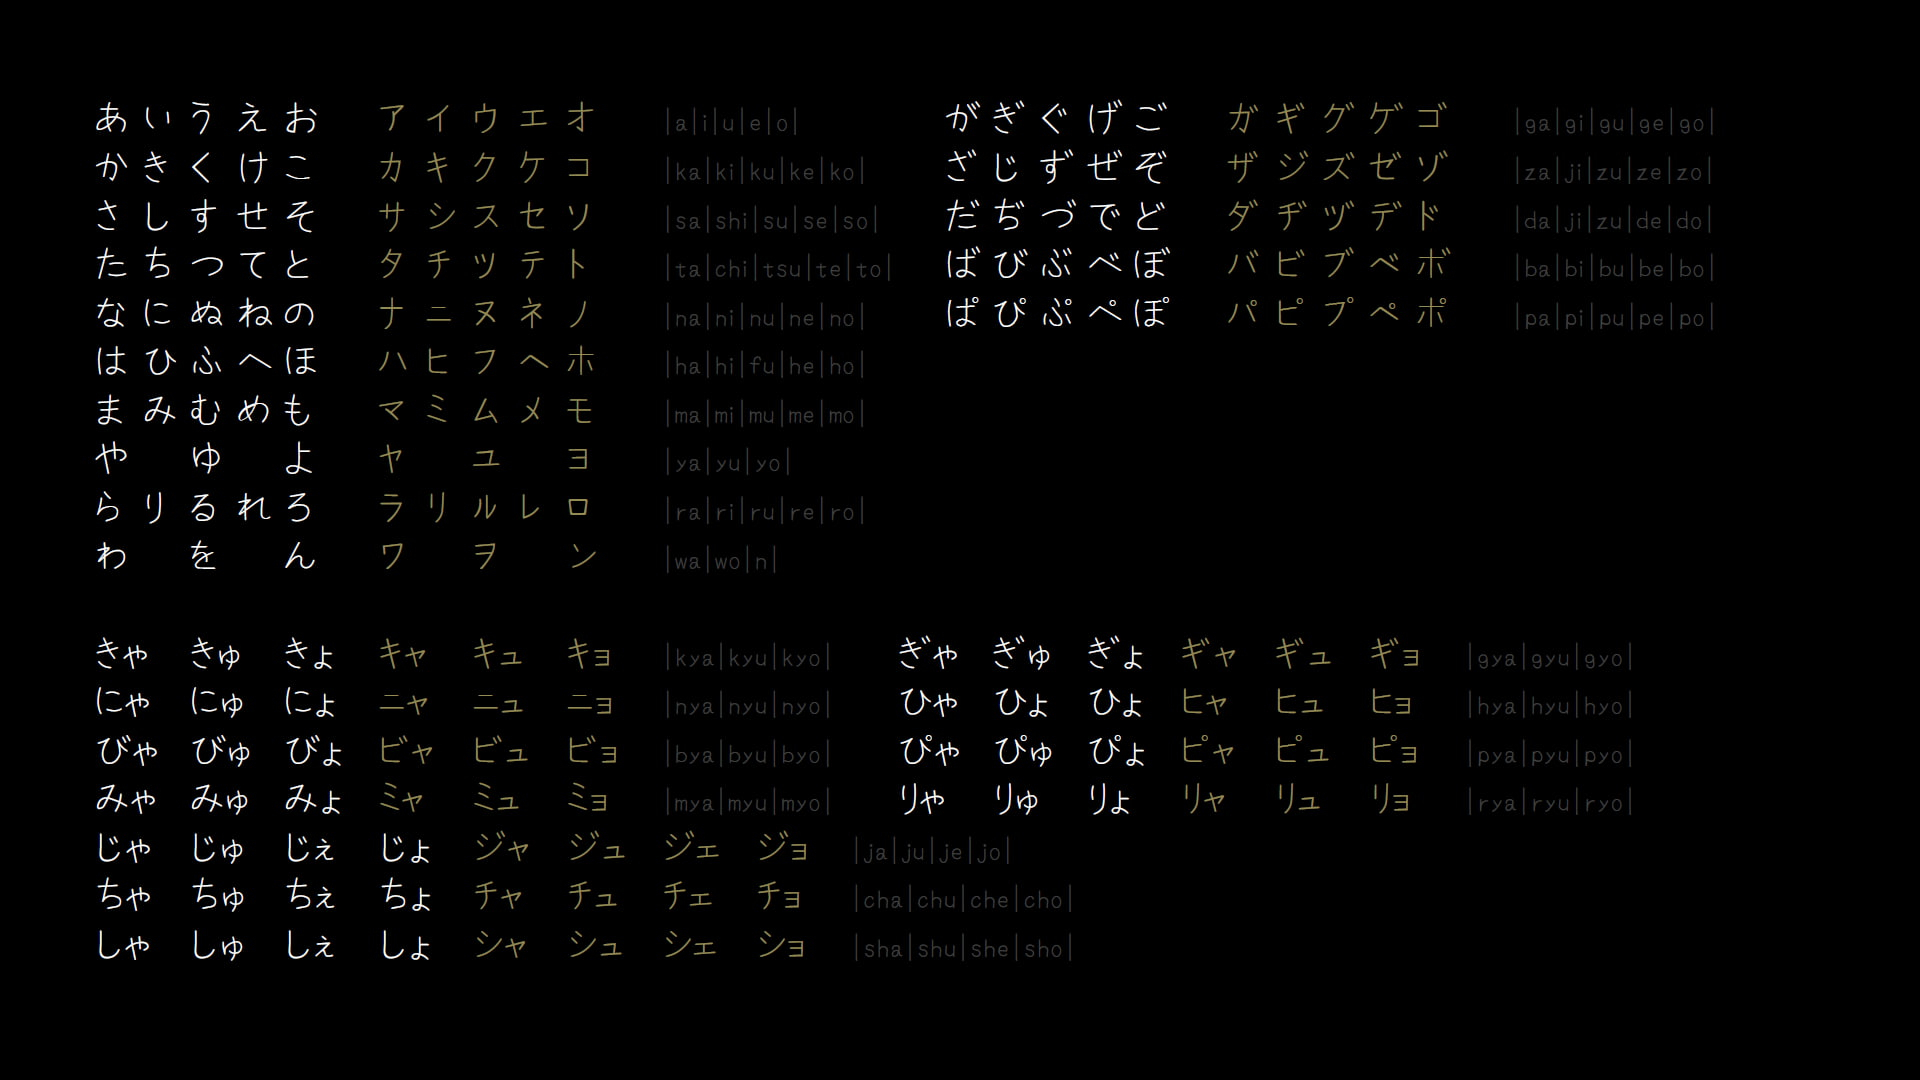 あ い う え お ア イ ウ エ オ |a|i|u|e|o| が ぎ ぐ げ ご ガ ギ グ ゲ ゴ |ga|gi|gu|ge|go|
か き く け こ カ キ ク ケ コ |ka|ki|ku|ke|ko| ざ じ ず ぜ ぞ ザ ジ ズ ゼ ゾ |za|ji|zu|ze|zo|
さ し す せ そ サ シ ス セ ソ |sa|shi|su|se|so| だ ぢ づ で ど ダ ヂ ヅ デ ド |da|ji|zu|de|do|
た ち つ て と タ チ ツ テ ト |ta|chi|tsu|te|to| ば び ぶ べ ぼ バ ビ ブ ベ ボ |ba|bi|bu|be|bo|
な に ぬ ね の ナ ニ ヌ ネ ノ |na|ni|nu|ne|no| ぱ ぴ ぷ ぺ ぽ パ ピ プ ペ ポ |pa|pi|pu|pe|po|
は ひ ふ へ ほ ハ ヒ フ ヘ ホ |ha|hi|fu|he|ho|
ま み む め も マ ミ ム メ モ |ma|mi|mu|me|mo|
や ゆ よ ヤ ユ ヨ |ya|yu|yo|
ら り る れ ろ ラ リ ル レ ロ |ra|ri|ru|re|ro|
わ を ん ワ ヲ ン |wa|wo|n|
きゃ きゅ きょ キャ キュ キョ |kya|kyu|kyo| ぎゃ ぎゅ ぎょ ギャ ギュ ギョ |gya|gyu|gyo|
にゃ にゅ にょ ニャ ニュ ニョ |nya|nyu|nyo| ひゃ ひょ ひょ ヒャ ヒュ ヒョ |hya|hyu|hyo|
びゃ びゅ びょ ビャ ビュ ビョ |bya|byu|byo| ぴゃ ぴゅ ぴょ ピャ ピュ ピョ |pya|pyu|pyo|
みゃ みゅ みょ ミャ ミュ ミョ |mya|myu|myo| りゃ りゅ りょ リャ リュ リョ |rya|ryu|ryo|
じゃ じゅ じぇ じょ ジャ ジュ ジェ ジョ |ja|ju|je|jo|
ちゃ ちゅ ちぇ ちょ チャ チュ チェ チョ |cha|chu|che|cho|
しゃ しゅ しぇ しょ シャ シュ シェ ショ |sha|shu|she|sho|